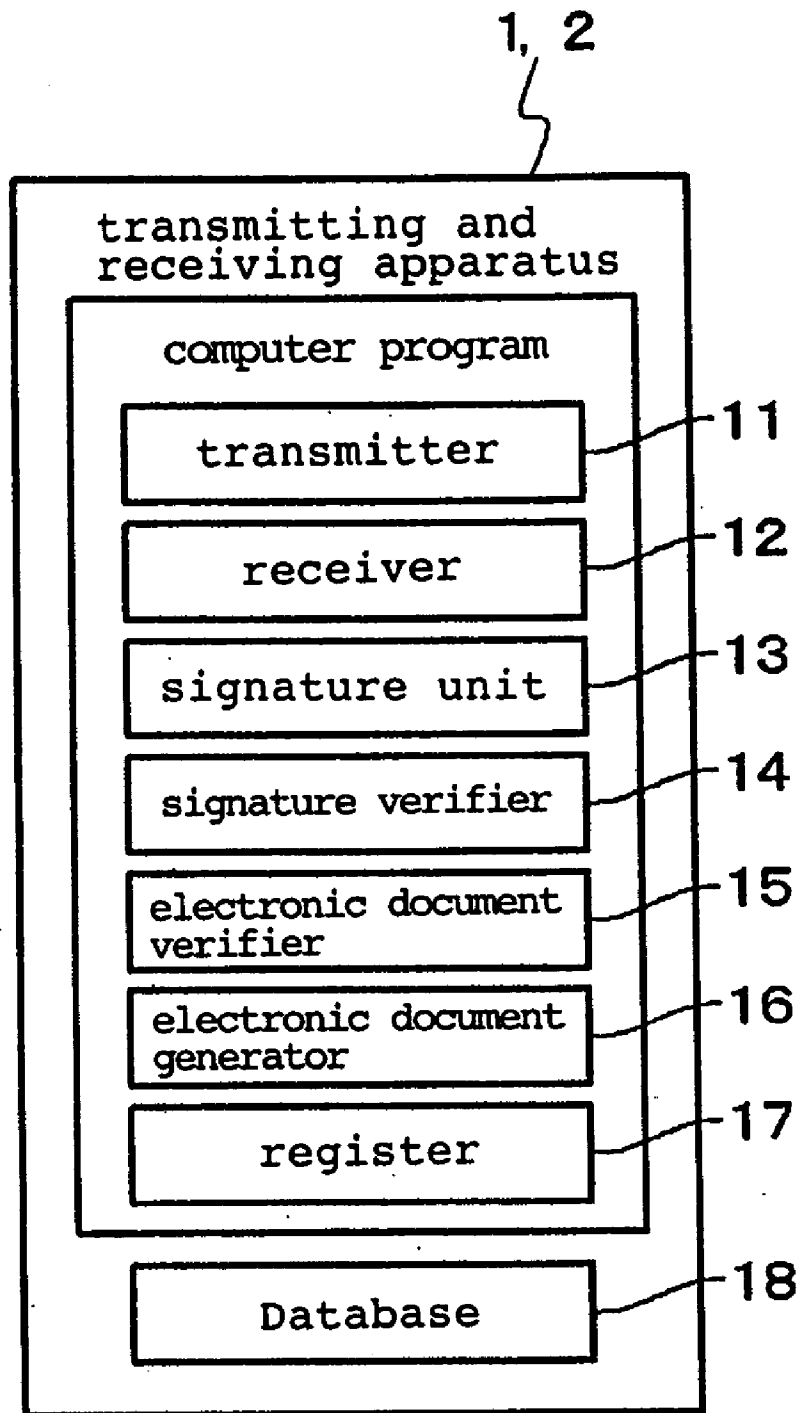 1, 2
transmitting and
receiving apparatus
computer program
transmitter
11
receiver
12
signature unit
13
signature verifier
14
electronic document
verifier
15
electronic document
generator
16
register
17
Database
18